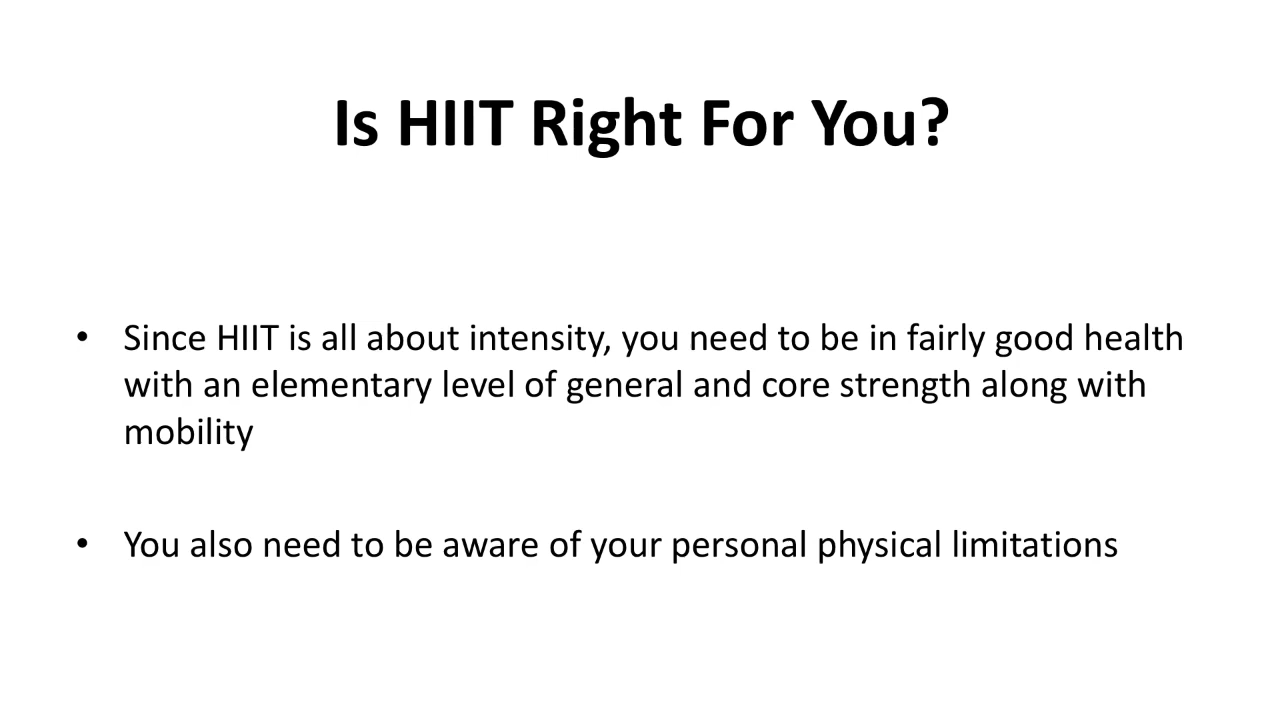 Is HIIT Right For You?
• Since HIIT is all about intensity, you need to be in fairly good health
with an elementary level of general and core strength along with
mobility
• You also need to be aware of your personal physical limitations